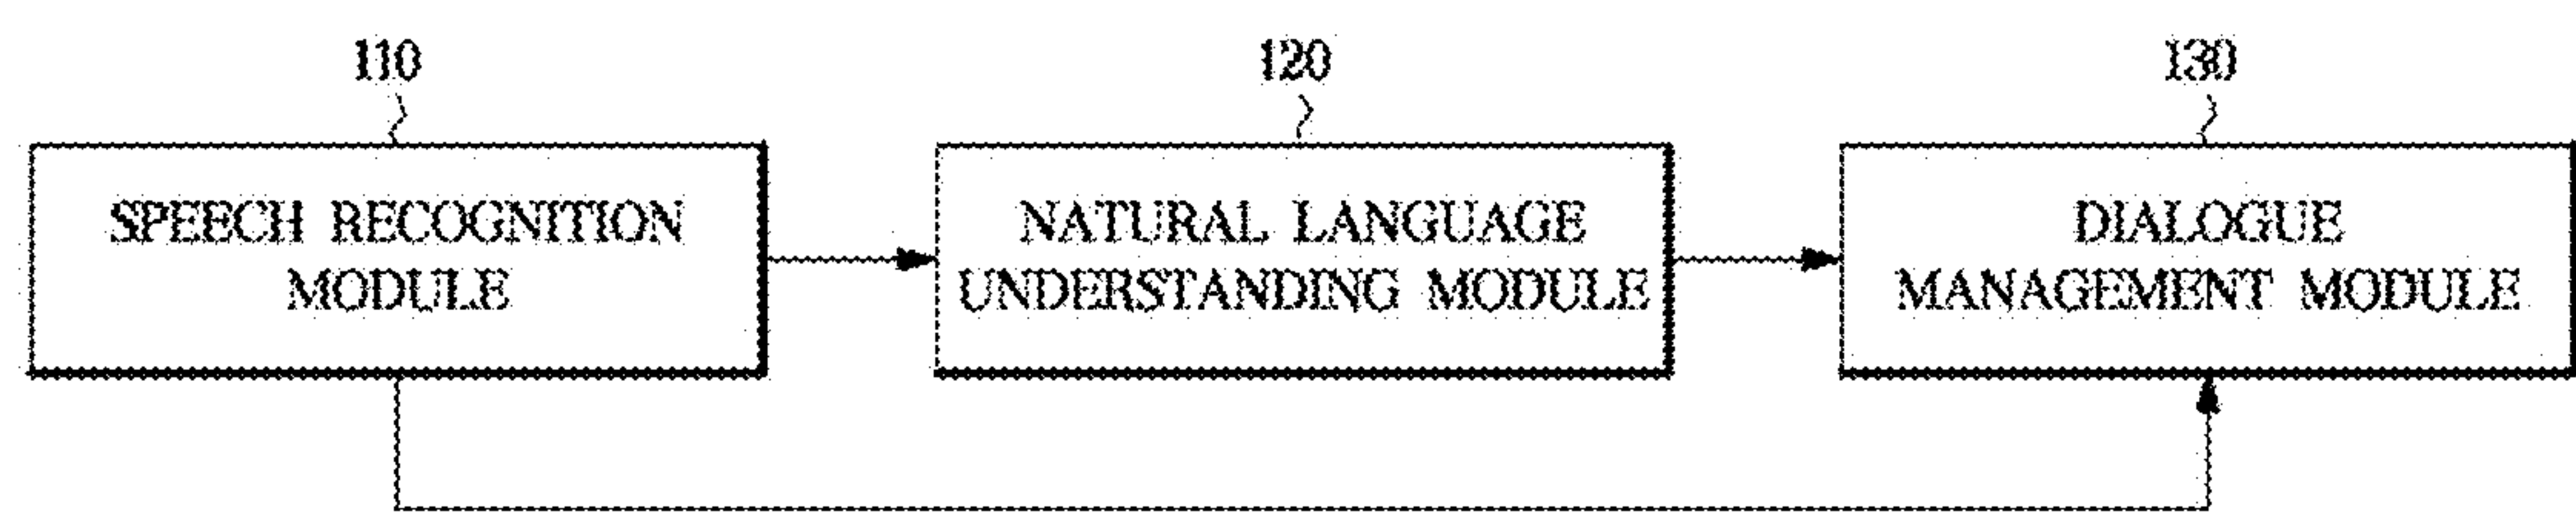 110
120
130
SPEECH RECOGNITION
MODULE
NATURAL LANGUAGE
UNDERSTANDING MODULE
DIALOGUE
MANAGEMENT MODULE